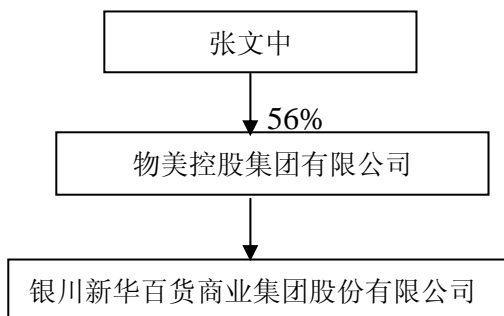 张文中
56%
物美控股集团有限公司
银川新华百货商业集团股份有限公司